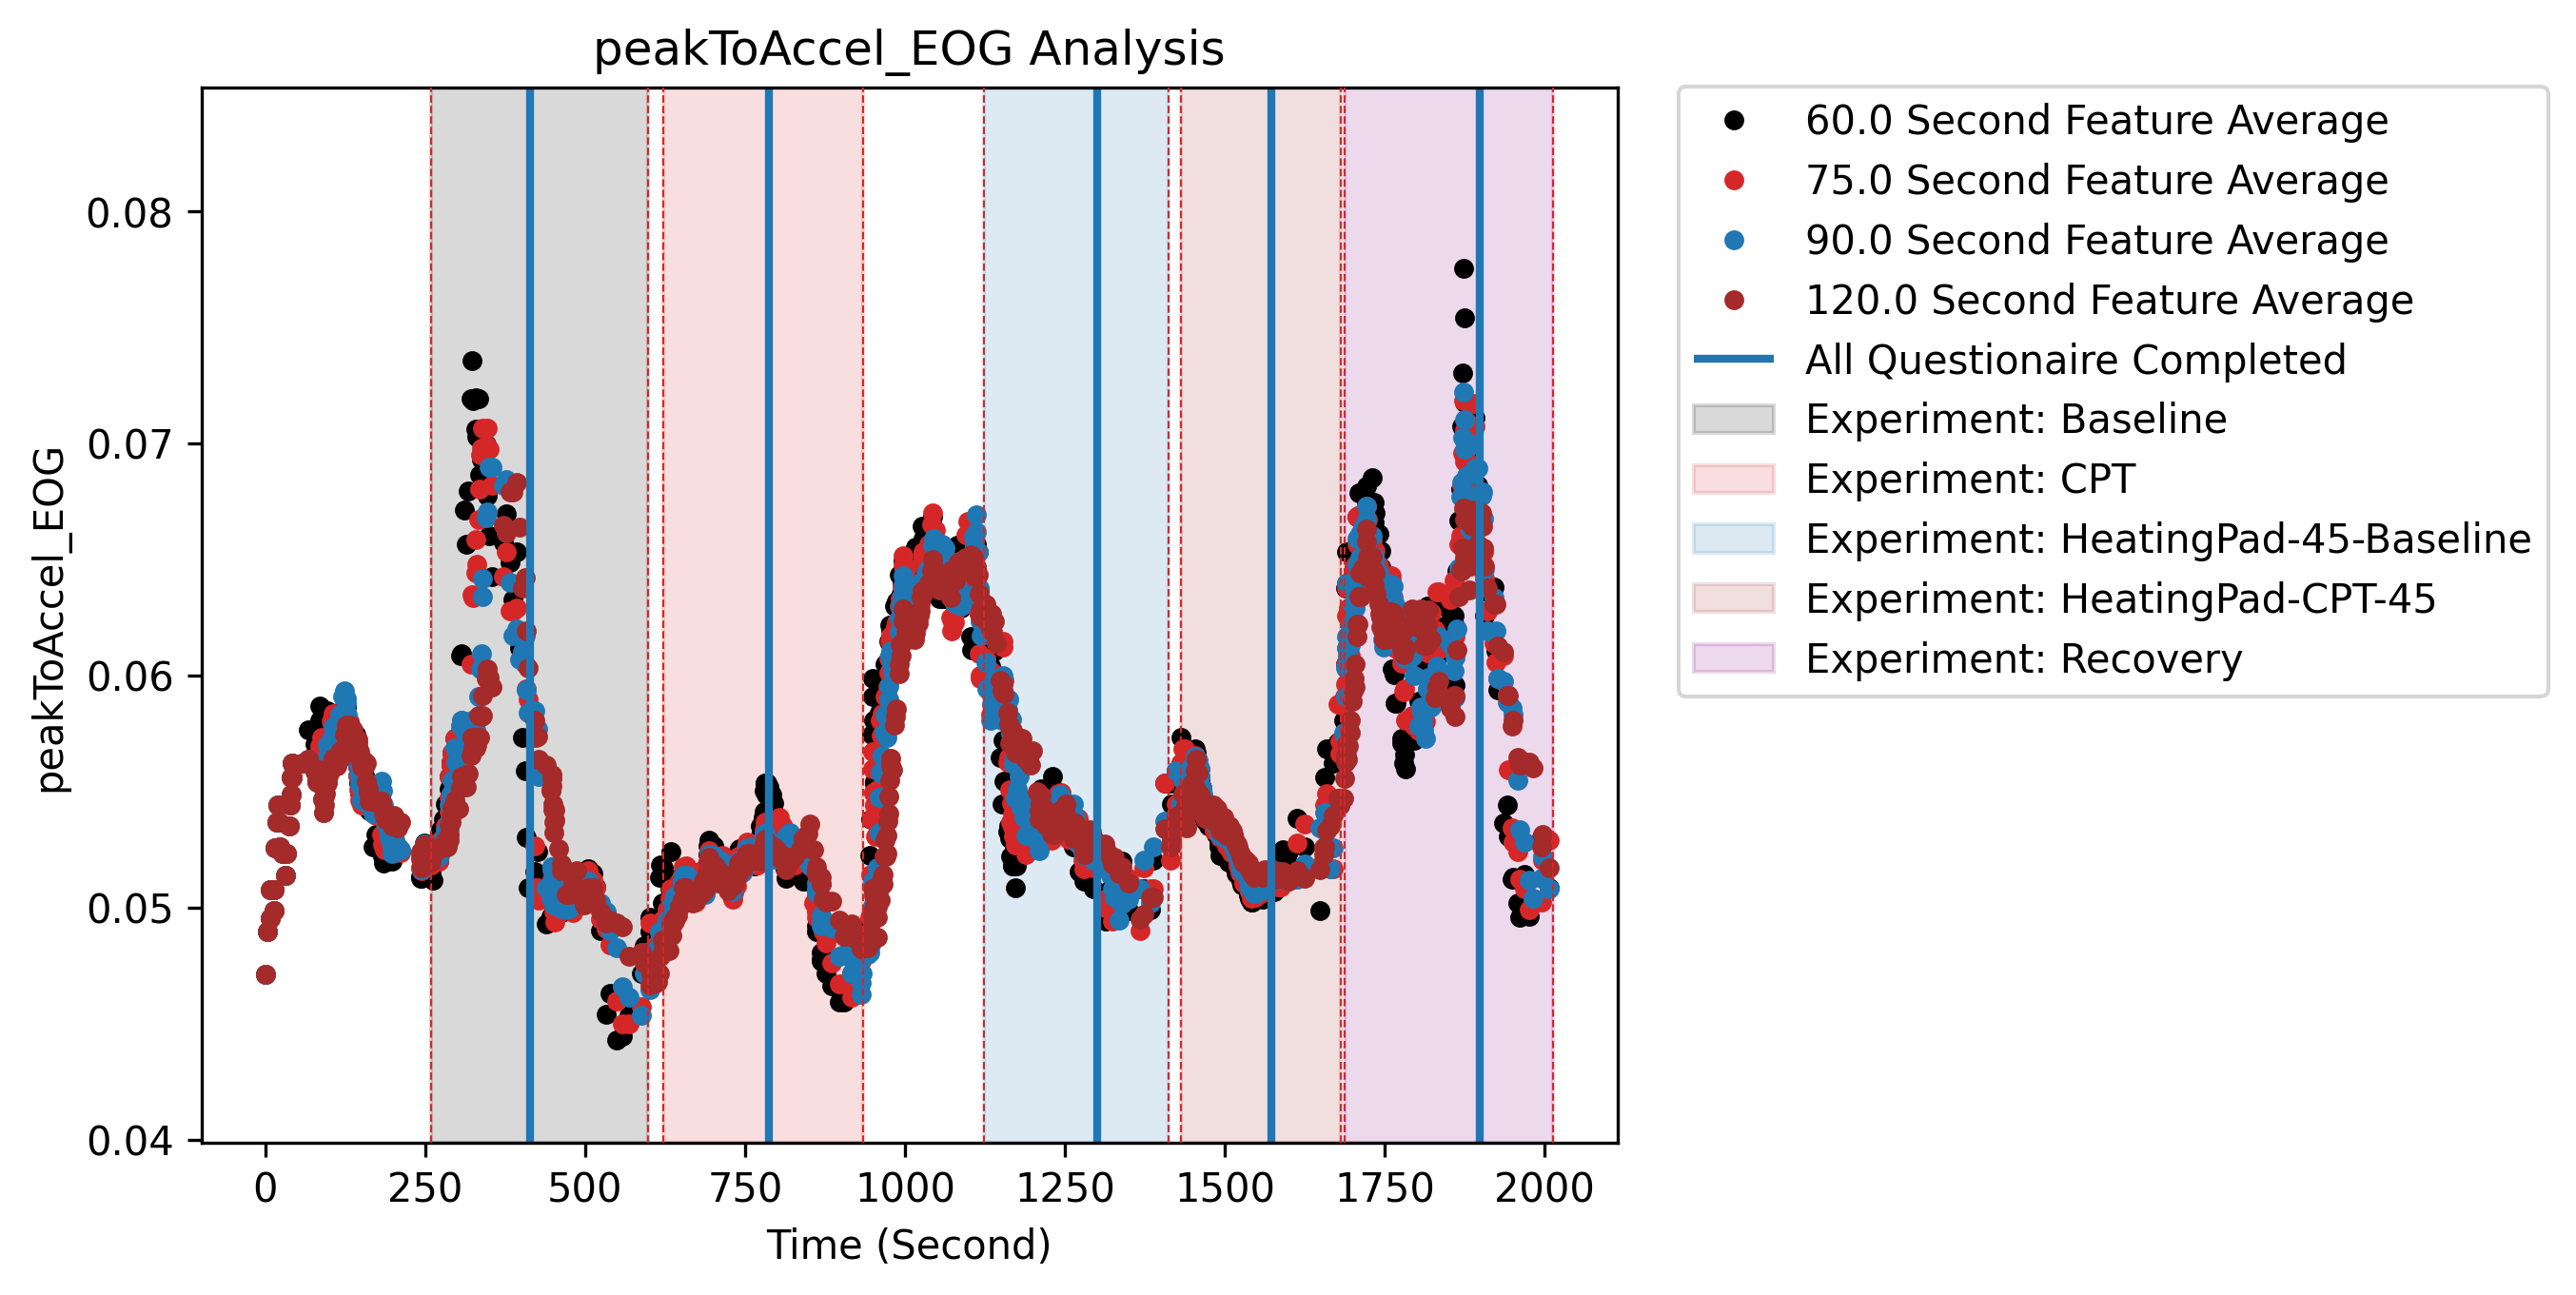 peakToAccel_EOG Analysis
peakToAccel_EOG
0.08
0.07
0.06
0.05
0.04
0 250 500 750 1000 1250 1500 1750 2000
Time (Second)
60.0 Second Feature Average
75.0 Second Feature Average
90.0 Second Feature Average
120.0 Second Feature Average
All Questionaire Completed
Experiment: Baseline
Experiment: CPT
Experiment: HeatingPad-45-Baseline
Experiment: HeatingPad-CPT-45
Experiment: Recovery